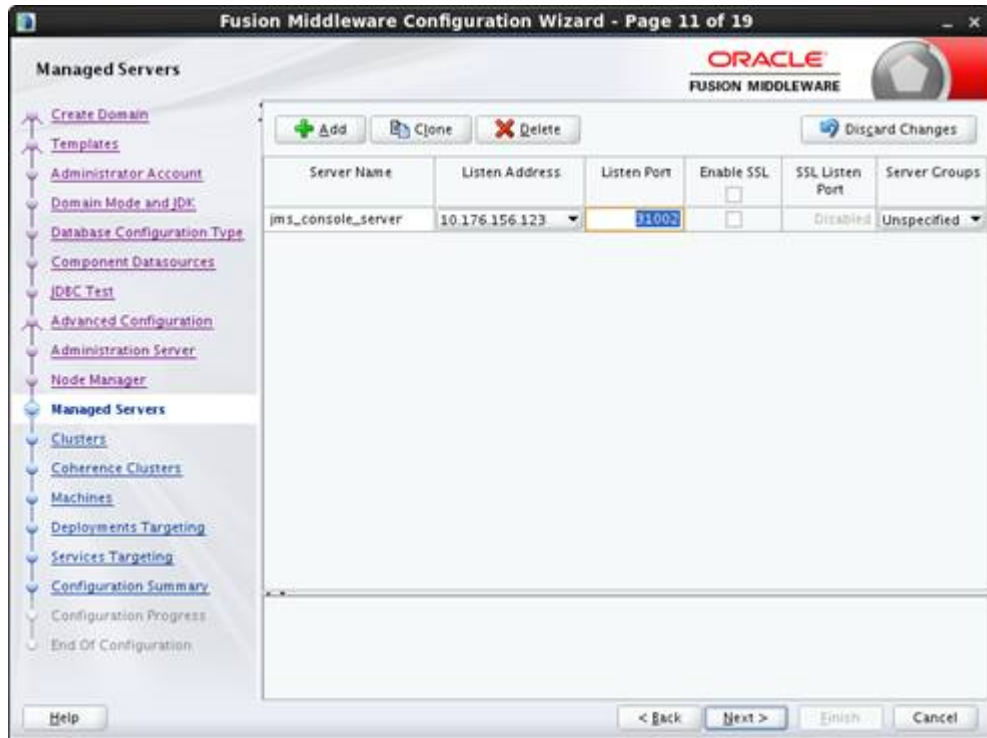 Fusion Middleware Configuration Wizard - Page 11 of 19
Managed Servers
ORACLE
FUSION MIDDLEWARE
Create Domain
Templates
Administrator Account
Domain Mode and JDK
Database Configuration Type
Component Datasources
JDBC Test
Advanced Configuration
Administration Server
Node Manager
Managed Servers
Clusters
Coherence Clusters
Machines
Deployments Targeting
Services Targeting
Configuration Summary
Configuration Progress
End Of Configuration
Add Clone Delete Discard Changes
Server Name Listen Address Listen Port Enable SSL SSL Listen Port Server Groups
jms_console_server 10.176.156.123 31002 Disabled Unspecified
Help < Back Next > Finish Cancel